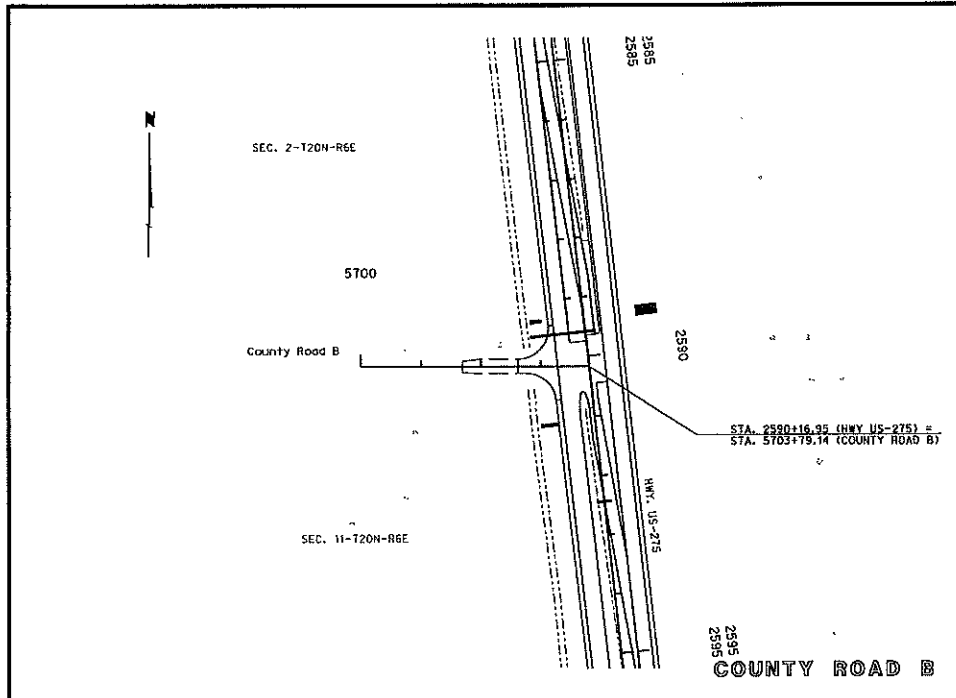 2585
2585
N
SEC. 2-T20N-R6E
5700
County Road B
2590
STA. 2590+16.95 (HWY US-275) =
STA. 5703+79.14 (COUNTY ROAD B)
HWY. US-275
SEC. 11-T20N-R6E
2595
2595
COUNTY ROAD B